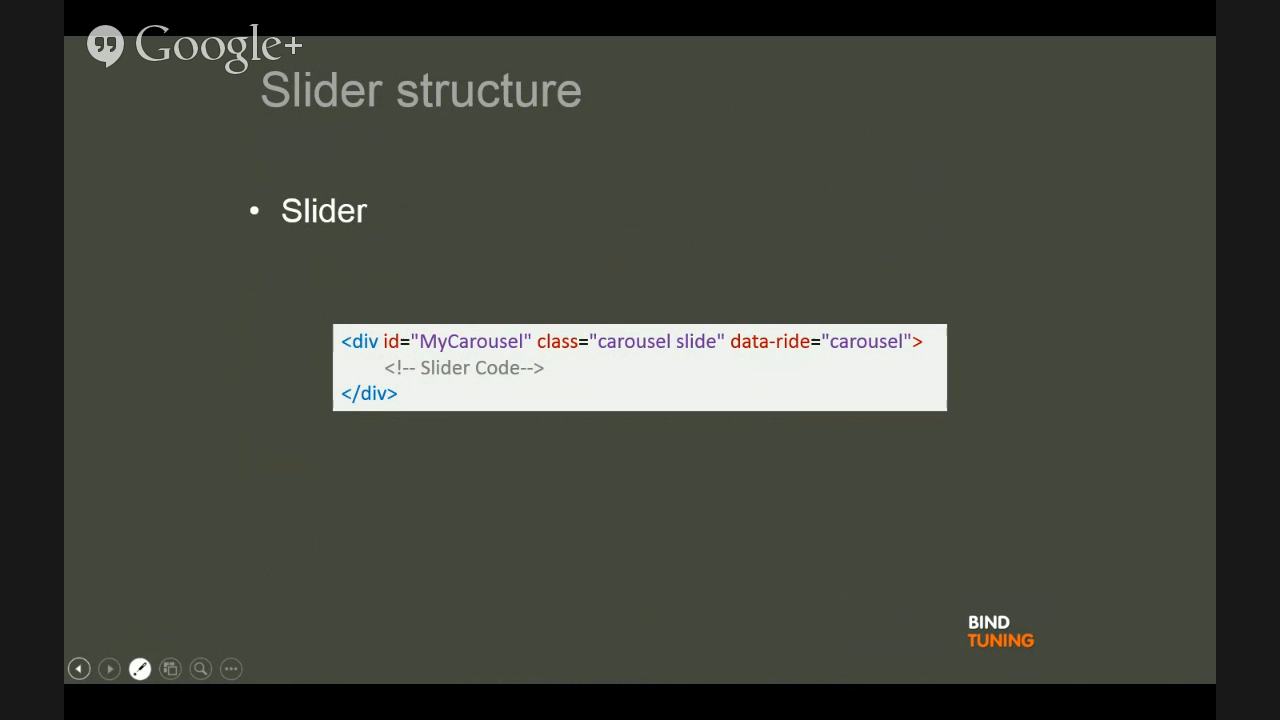 Google+
Slider structure
• Slider
<div id="MyCarousel" class="carousel slide" data-ride="carousel">
<!-- Slider Code-->
</div>
BIND
TUNING